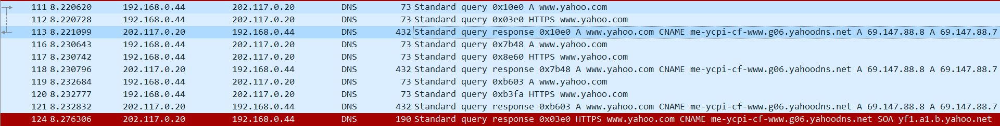 111 8.220620 192.168.0.44 202.117.0.20 DNS 73 Standard query 0x10e0 A www.yahoo.com
112 8.220728 192.168.0.44 202.117.0.20 DNS 73 Standard query 0x03e0 HTTPS www.yahoo.com
113 8.221099 202.117.0.20 192.168.0.44 DNS 432 Standard query response 0x10e0 A www.yahoo.com CNAME me-ycpi-cf-www.g06.yahoodns.net A 69.147.88.8 A 69.147.88.7
116 8.230643 192.168.0.44 202.117.0.20 DNS 73 Standard query 0x7b48 A www.yahoo.com
117 8.230742 192.168.0.44 202.117.0.20 DNS 73 Standard query 0x8e60 HTTPS www.yahoo.com
118 8.230796 202.117.0.20 192.168.0.44 DNS 432 Standard query response 0x7b48 A www.yahoo.com CNAME me-ycpi-cf-www.g06.yahoodns.net A 69.147.88.8 A 69.147.88.7
119 8.232684 192.168.0.44 202.117.0.20 DNS 73 Standard query 0xb603 A www.yahoo.com
120 8.232777 192.168.0.44 202.117.0.20 DNS 73 Standard query 0xb3fa HTTPS www.yahoo.com
121 8.232832 202.117.0.20 192.168.0.44 DNS 432 Standard query response 0xb603 A www.yahoo.com CNAME me-ycpi-cf-www.g06.yahoodns.net A 69.147.88.8 A 69.147.88.7
124 8.276306 202.117.0.20 192.168.0.44 DNS 190 Standard query response 0x03e0 HTTPS www.yahoo.com CNAME me-ycpi-cf-www.g06.yahoodns.net SOA yf1.a1.b.yahoo.net